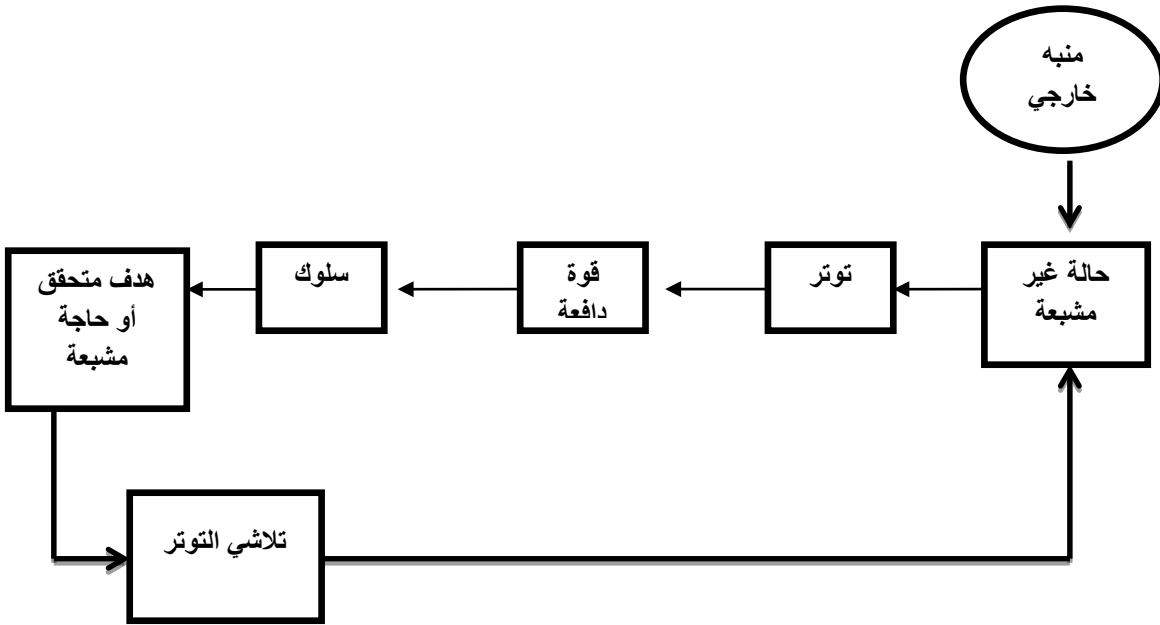 منبه
خارجي
حالة غير
مشبعة
توتر
قوة
دافعة
سلوك
هدف متحقق
أو حاجة
مشبعة
تلاشي التوتر